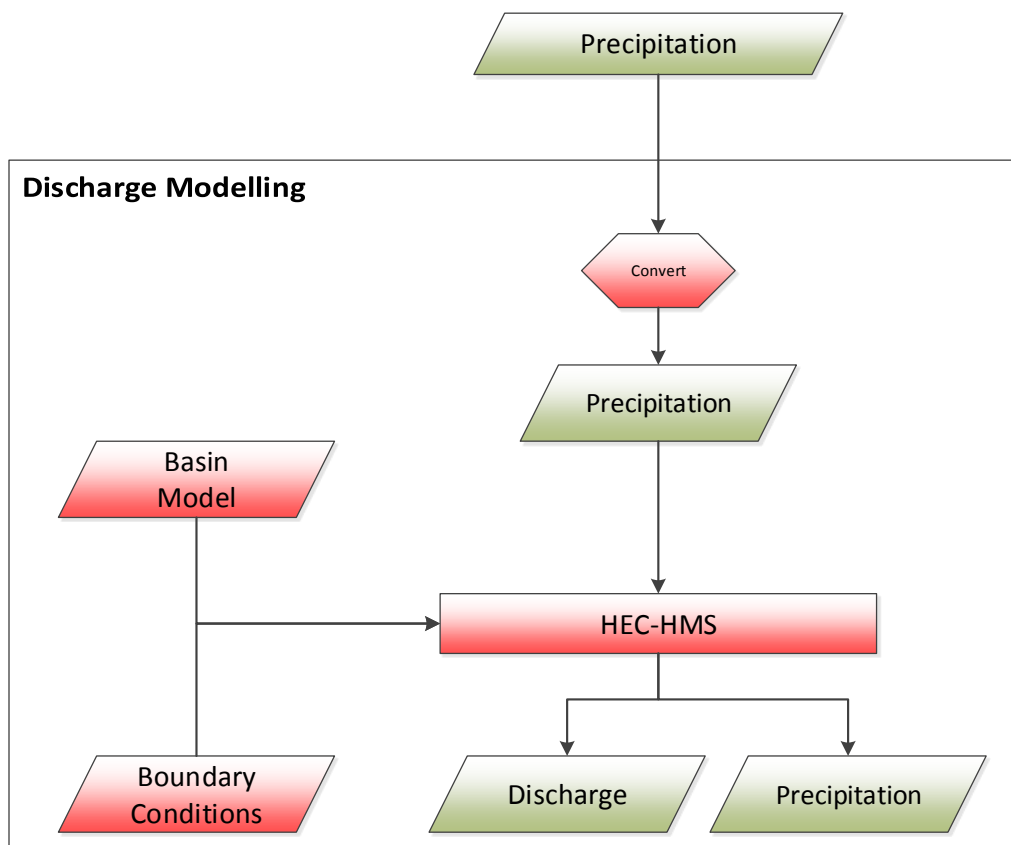 Precipitation
Discharge Modelling
Convert
Precipitation
Basin
Model
HEC-HMS
Boundary
Conditions
Discharge
Precipitation